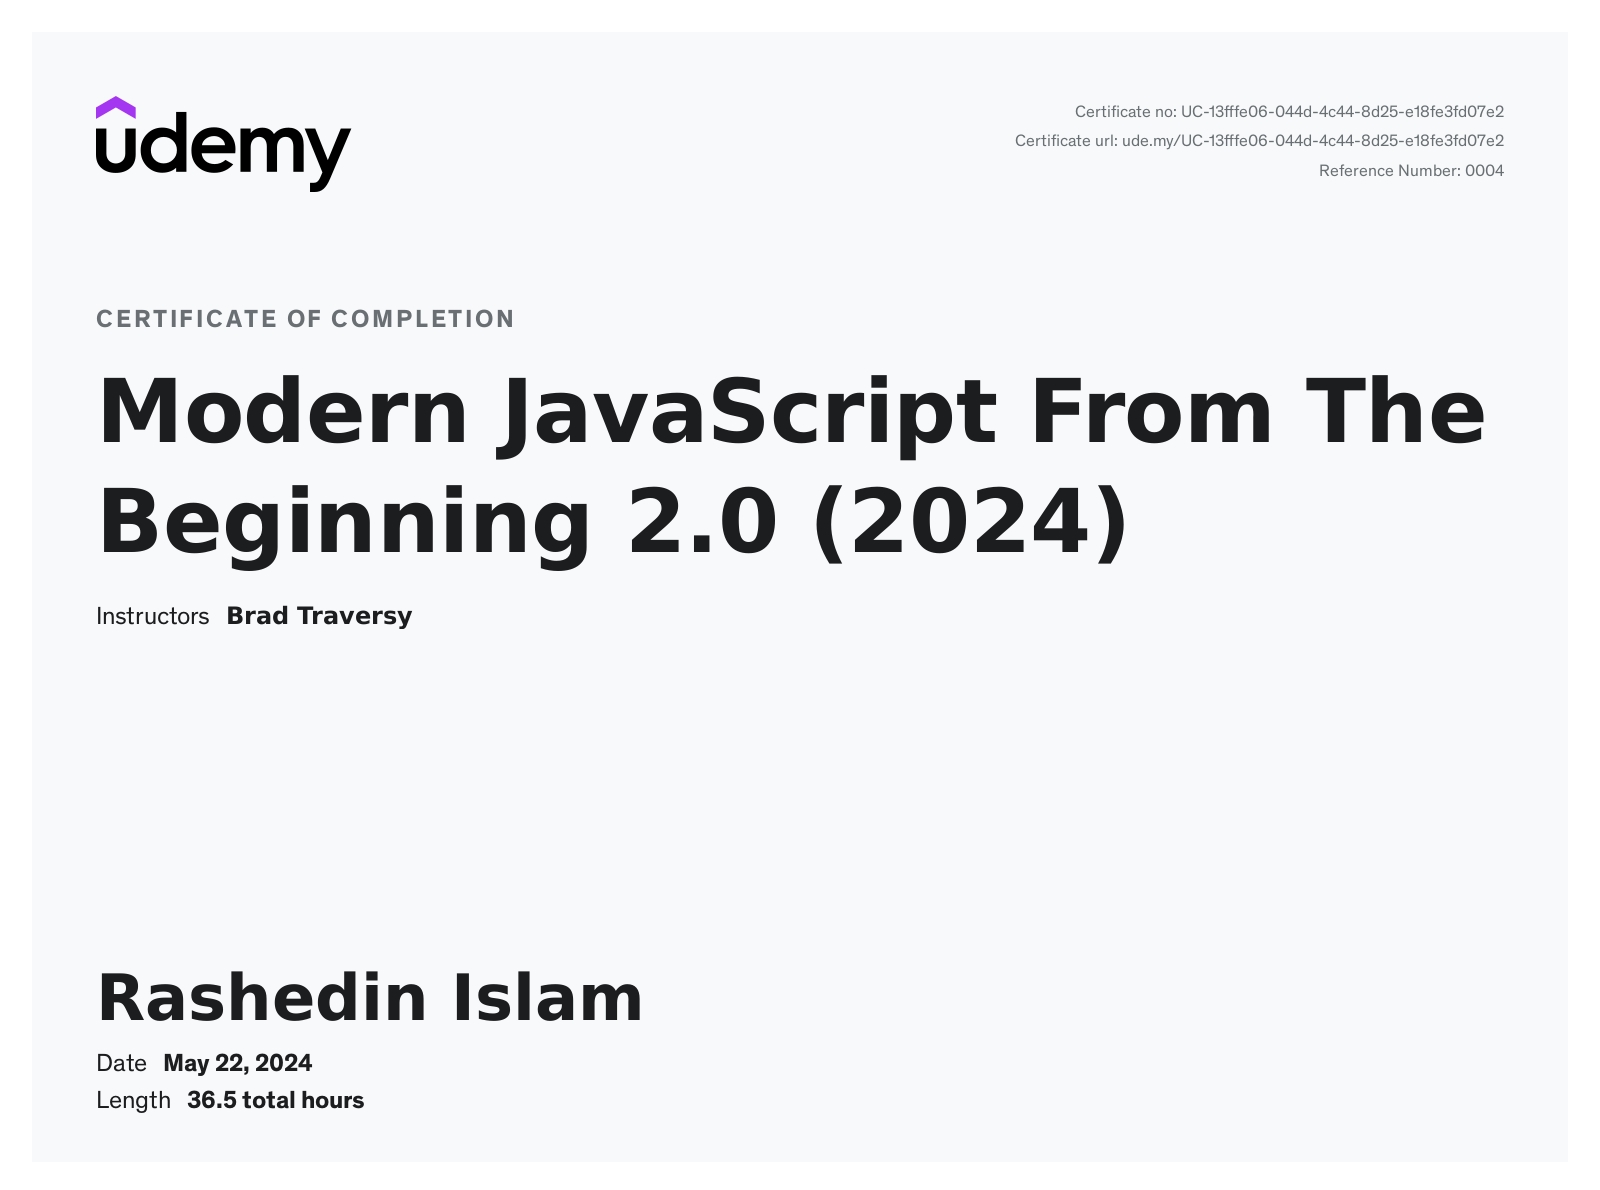 udemy
Certificate no: UC-13fffe06-044d-4c44-8d25-e18fe3fd07e2
Certificate url: ude.my/UC-13fffe06-044d-4c44-8d25-e18fe3fd07e2
Reference Number: 0004
CERTIFICATE OF COMPLETION
Modern JavaScript From The
Beginning 2.0 (2024)
Instructors Brad Traversy
Rashedin Islam
Date May 22, 2024
Length 36.5 total hours